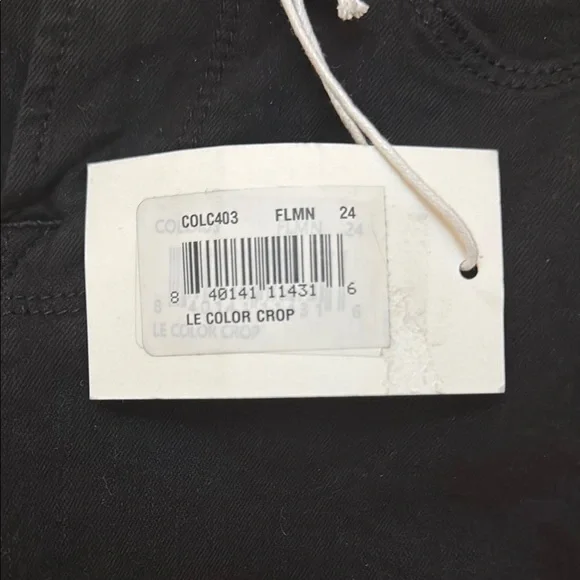 COLC403 FLMN 24
8 40141 11431 6
LE COLOR CROP